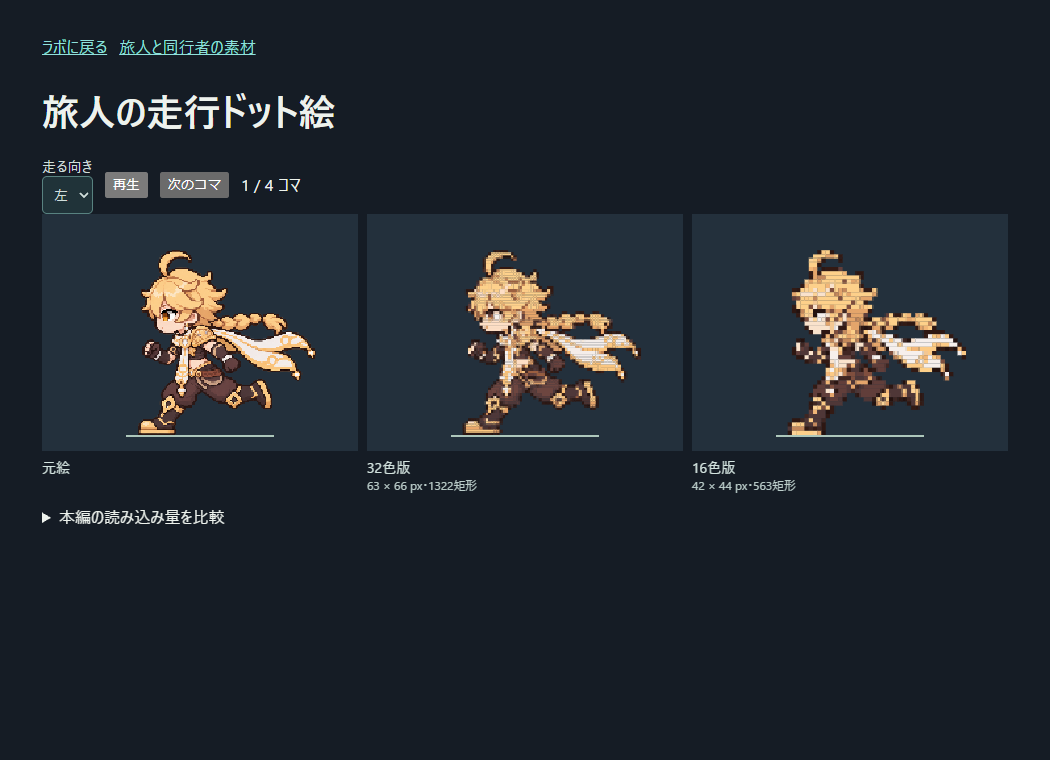 ラボに戻る 旅人と同行者の素材
旅人の走行ドット絵
走る向き
左 再生 次のコマ 1 / 4 コマ
元絵 32色版 16色版
63 × 66 px・1322矩形 42 × 44 px・563矩形
▶ 本編の読み込み量を比較